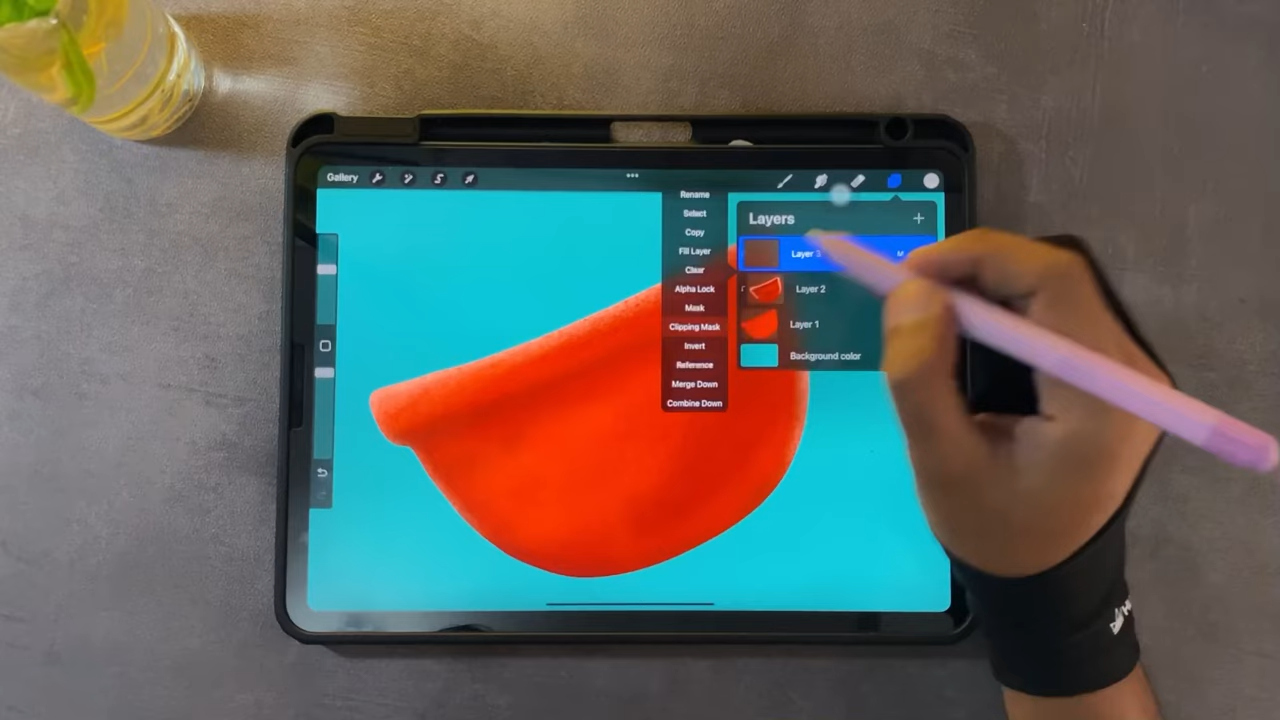 Gallery
Rename
Select
Copy
Fill Layer
Clear
Alpha Lock
Mask
Clipping Mask
Invert
Reference
Merge Down
Combine Down
Layers
Layer 3
M
Layer 2
Layer 1
Background color